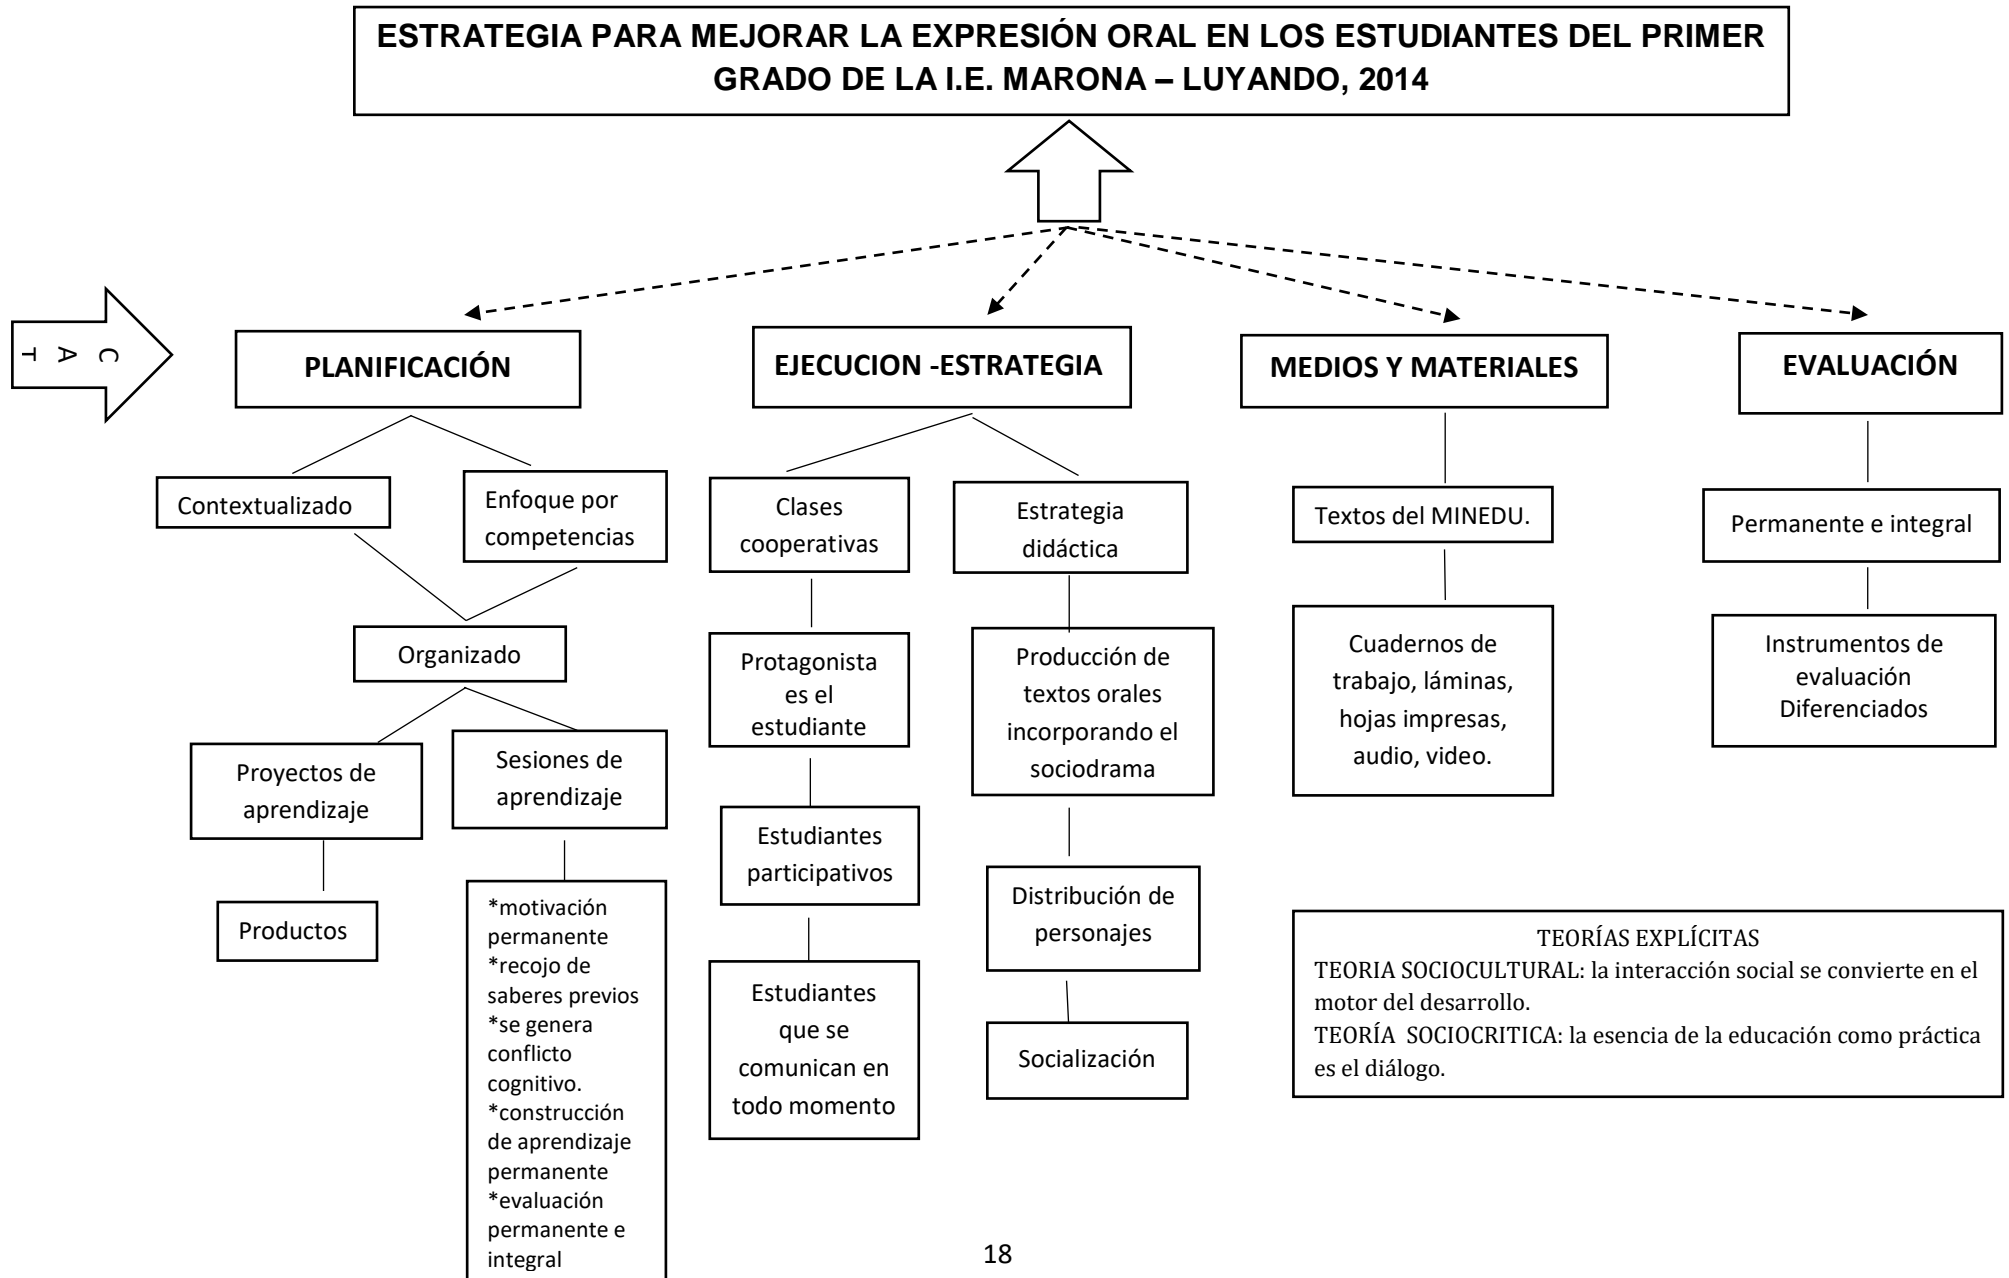 ESTRATEGIA PARA MEJORAR LA EXPRESIÓN ORAL EN LOS ESTUDIANTES DEL PRIMER
GRADO DE LA I.E. MARONA – LUYANDO, 2014
C
A
T
PLANIFICACIÓN
Contextualizado
Enfoque por
competencias
Organizado
Proyectos de
aprendizaje
Sesiones de
aprendizaje
Productos
*motivación
permanente
*recojo de
saberes previos
*se genera
conflicto
cognitivo.
*construcción
de aprendizaje
permanente
*evaluación
permanente e
integral
EJECUCION -ESTRATEGIA
Clases
cooperativas
Protagonista
es el
estudiante
Estudiantes
participativos
Estudiantes
que se
comunican en
todo momento
Estrategia
didáctica
Producción de
textos orales
incorporando el
sociodrama
Distribución de
personajes
Socialización
MEDIOS Y MATERIALES
Textos del MINEDU.
Cuadernos de
trabajo, láminas,
hojas impresas,
audio, video.
EVALUACIÓN
Permanente e integral
Instrumentos de
evaluación
Diferenciados
TEORÍAS EXPLÍCITAS
TEORIA SOCIOCULTURAL: la interacción social se convierte en el
motor del desarrollo.
TEORÍA SOCIOCRITICA: la esencia de la educación como práctica
es el diálogo.
18